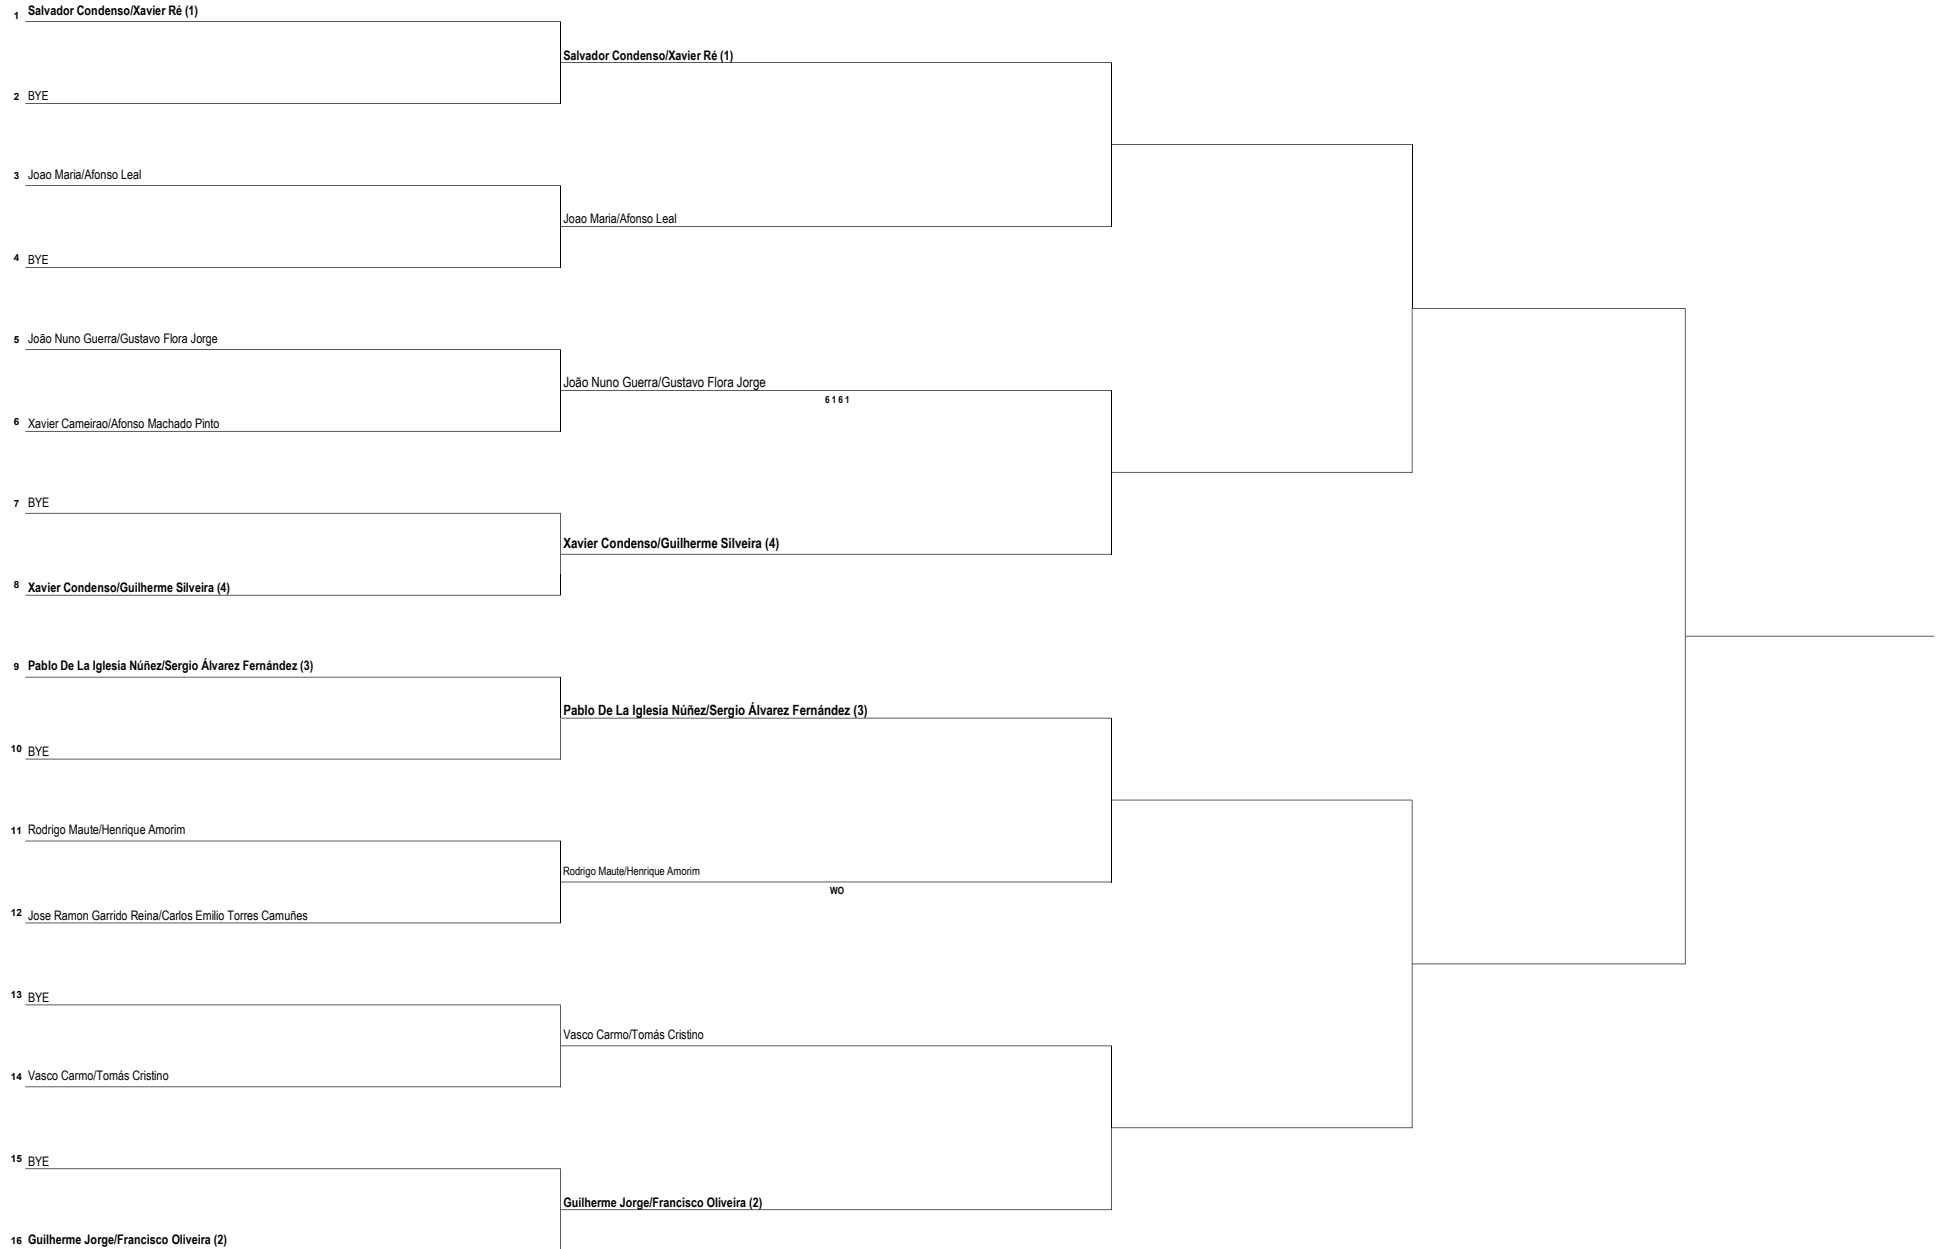 1 Salvador Condenso/Xavier Ré (1)
Salvador Condenso/Xavier Ré (1)
2 BYE
3 Joao Maria/Afonso Leal
Joao Maria/Afonso Leal
4 BYE
5 João Nuno Guerra/Gustavo Flora Jorge
João Nuno Guerra/Gustavo Flora Jorge
6 1 6 1
6 Xavier Cameirao/Afonso Machado Pinto
7 BYE
Xavier Condenso/Guilherme Silveira (4)
8 Xavier Condenso/Guilherme Silveira (4)
9 Pablo De La Iglesia Núñez/Sergio Álvarez Fernández (3)
Pablo De La Iglesia Núñez/Sergio Álvarez Fernández (3)
10 BYE
11 Rodrigo Maute/Henrique Amorim
Rodrigo Maute/Henrique Amorim
WO
12 Jose Ramon Garrido Reina/Carlos Emilio Torres Camuñes
13 BYE
Vasco Carmo/Tomás Cristino
14 Vasco Carmo/Tomás Cristino
15 BYE
Guilherme Jorge/Francisco Oliveira (2)
16 Guilherme Jorge/Francisco Oliveira (2)